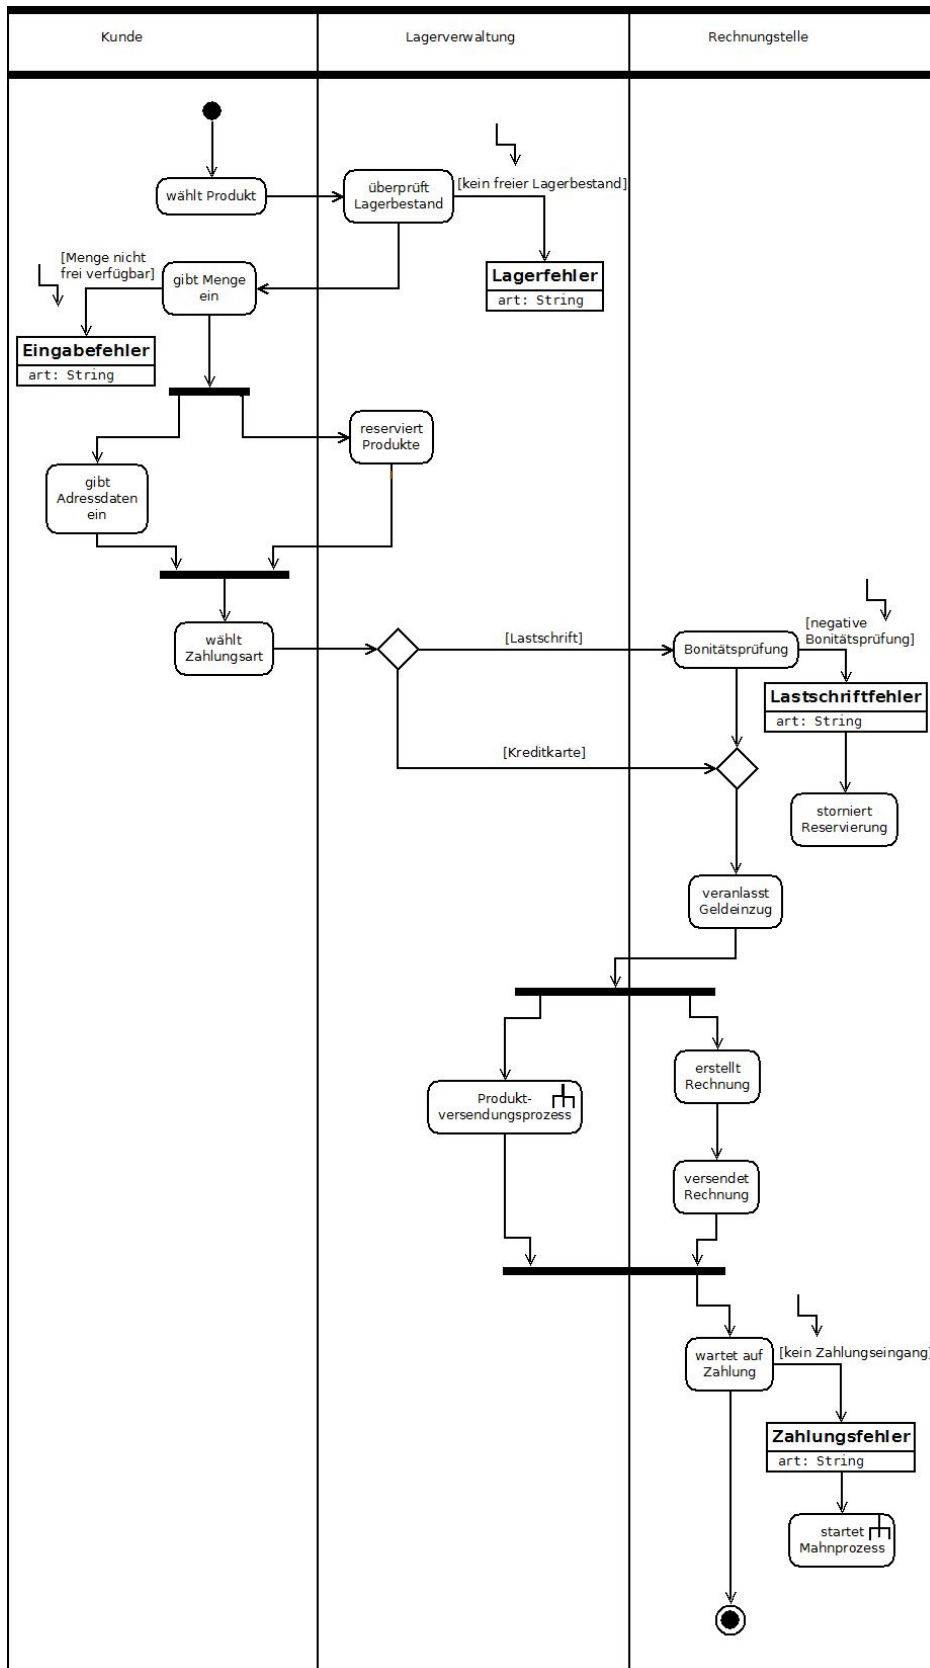 Kunde
Lagerverwaltung
Rechnungstelle
wählt Produkt
überprüft
Lagerbestand
[kein freier Lagerbestand]
Lagerfehler
art: String
[Menge nicht
frei verfügbar]
gibt Menge
ein
Eingabefehler
art: String
reserviert
Produkte
gibt
Adressdaten
ein
wählt
Zahlungsart
[Lastschrift]
Bonitätsprüfung
[negative
Bonitätsprüfung]
Lastschriftfehler
art: String
[Kreditkarte]
storniert
Reservierung
veranlasst
Geldeinzug
erstellt
Rechnung
Produkt-
versendungsprozess
versendet
Rechnung
wartet auf
Zahlung
[kein Zahlungseingang]
Zahlungsfehler
art: String
startet
Mahnprozess